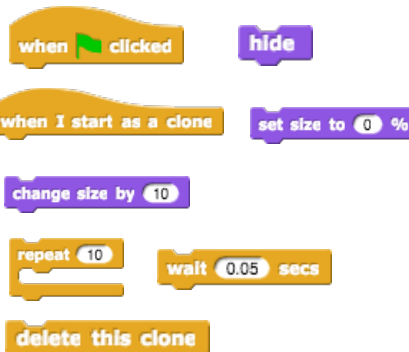 when clicked
hide
when I start as a clone
set size to 0 %
change size by 10
repeat 10
wait 0.05 secs
delete this clone